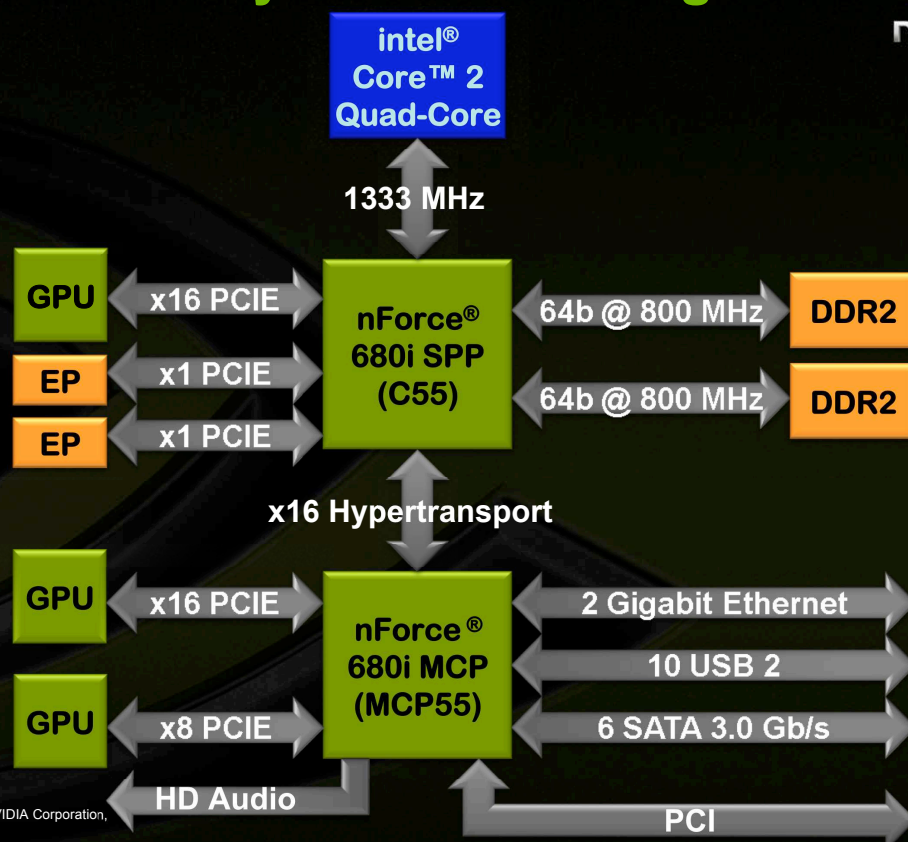 intel®
Core™ 2
Quad-Core
1333 MHz
GPU
x16 PCIE
nForce®
680i SPP
(C55)
64b @ 800 MHz
DDR2
EP
x1 PCIE
64b @ 800 MHz
DDR2
EP
x1 PCIE
x16 Hypertransport
GPU
x16 PCIE
nForce ®
680i MCP
(MCP55)
2 Gigabit Ethernet
10 USB 2
GPU
x8 PCIE
6 SATA 3.0 Gb/s
HD Audio
VIDIA Corporation,
PCI